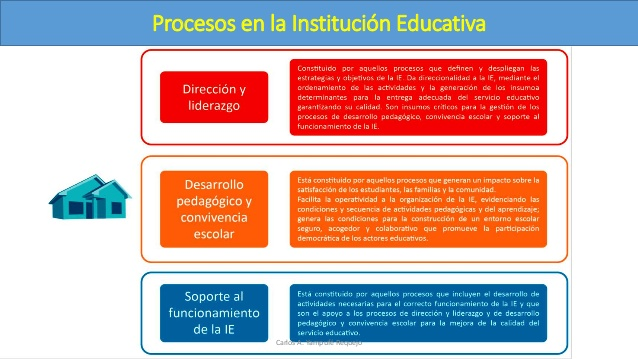 Procesos en la Institución Educativa
Dirección y
liderazgo
Constituido por aquellos procesos que definen y despliegan las
estrategias y objetivos de la IE. Da direccionalidad a la IE, mediante el
ordenamiento de las actividades y la generación de los insumoa
determinantes para la entrega adecuada del servicio educativo
garantizando su calidad. Son insumos críticos para la gestión de los
procesos de desarrollo pedagógico, convivencia escolar y soporte al
funcionamiento de la IE.
Desarrollo
pedagógico y
convivencia
escolar
Está constituido por aquellos procesos que generan un impacto sobre la
satisfacción de los estudiantes, las familias y la comunidad.
Facilita la operatividad a la organización de la IE, evidenciando las
condiciones y secuencia de actividades pedagógicas y del aprendizaje;
genera las condiciones para la construcción de un entorno escolar
seguro, acogedor y colaborativo que promueve la participación
democrática de los actores educativos.
Soporte al
funcionamiento
de la IE
Está constituido por aquellos procesos que incluyen el desarrollo de
actividades necesarias para el correcto funcionamiento de la IE y que
son el apoyo a los procesos de dirección y liderazgo y de desarrollo
pedagógico y convivencia escolar para la mejora de la calidad del
servicio educativo.
Carlos A. Requejo